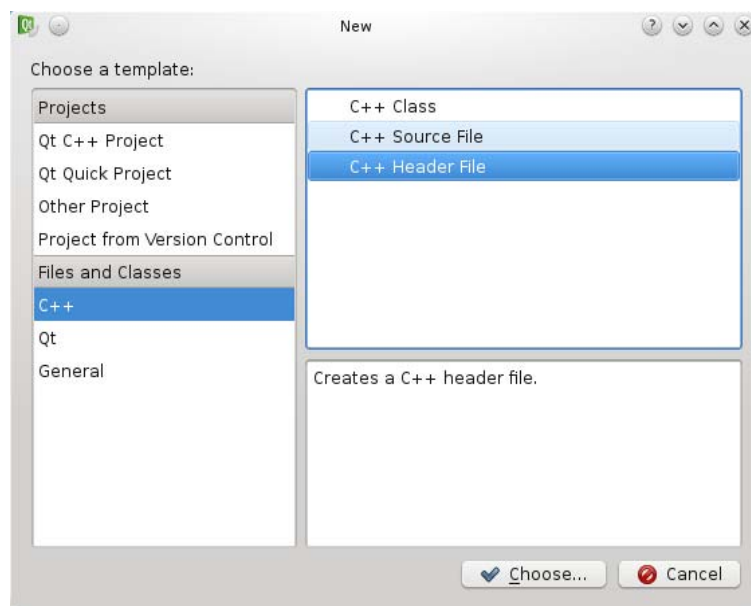 New
Choose a template:
Projects
Qt C++ Project
Qt Quick Project
Other Project
Project from Version Control
Files and Classes
C++
Qt
General
C++ Class
C++ Source File
C++ Header File
Creates a C++ header file.
Choose...
Cancel